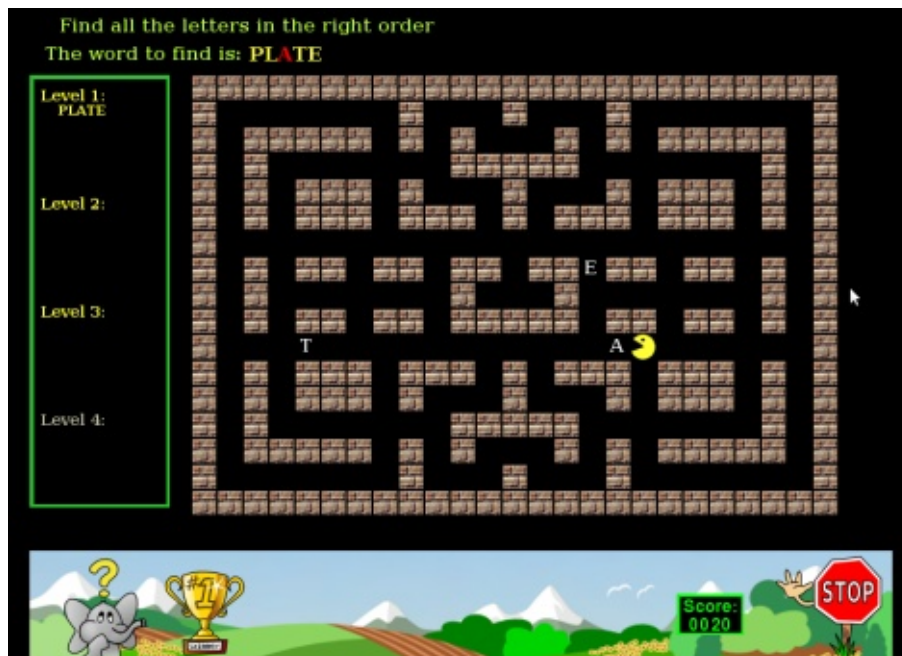 Find all the letters in the right order
The word to find is: PLATE
Level 1:
PLATE
Level 2:
Level 3:
Level 4:
E
T
A
?
#1
Score:
0020
STOP